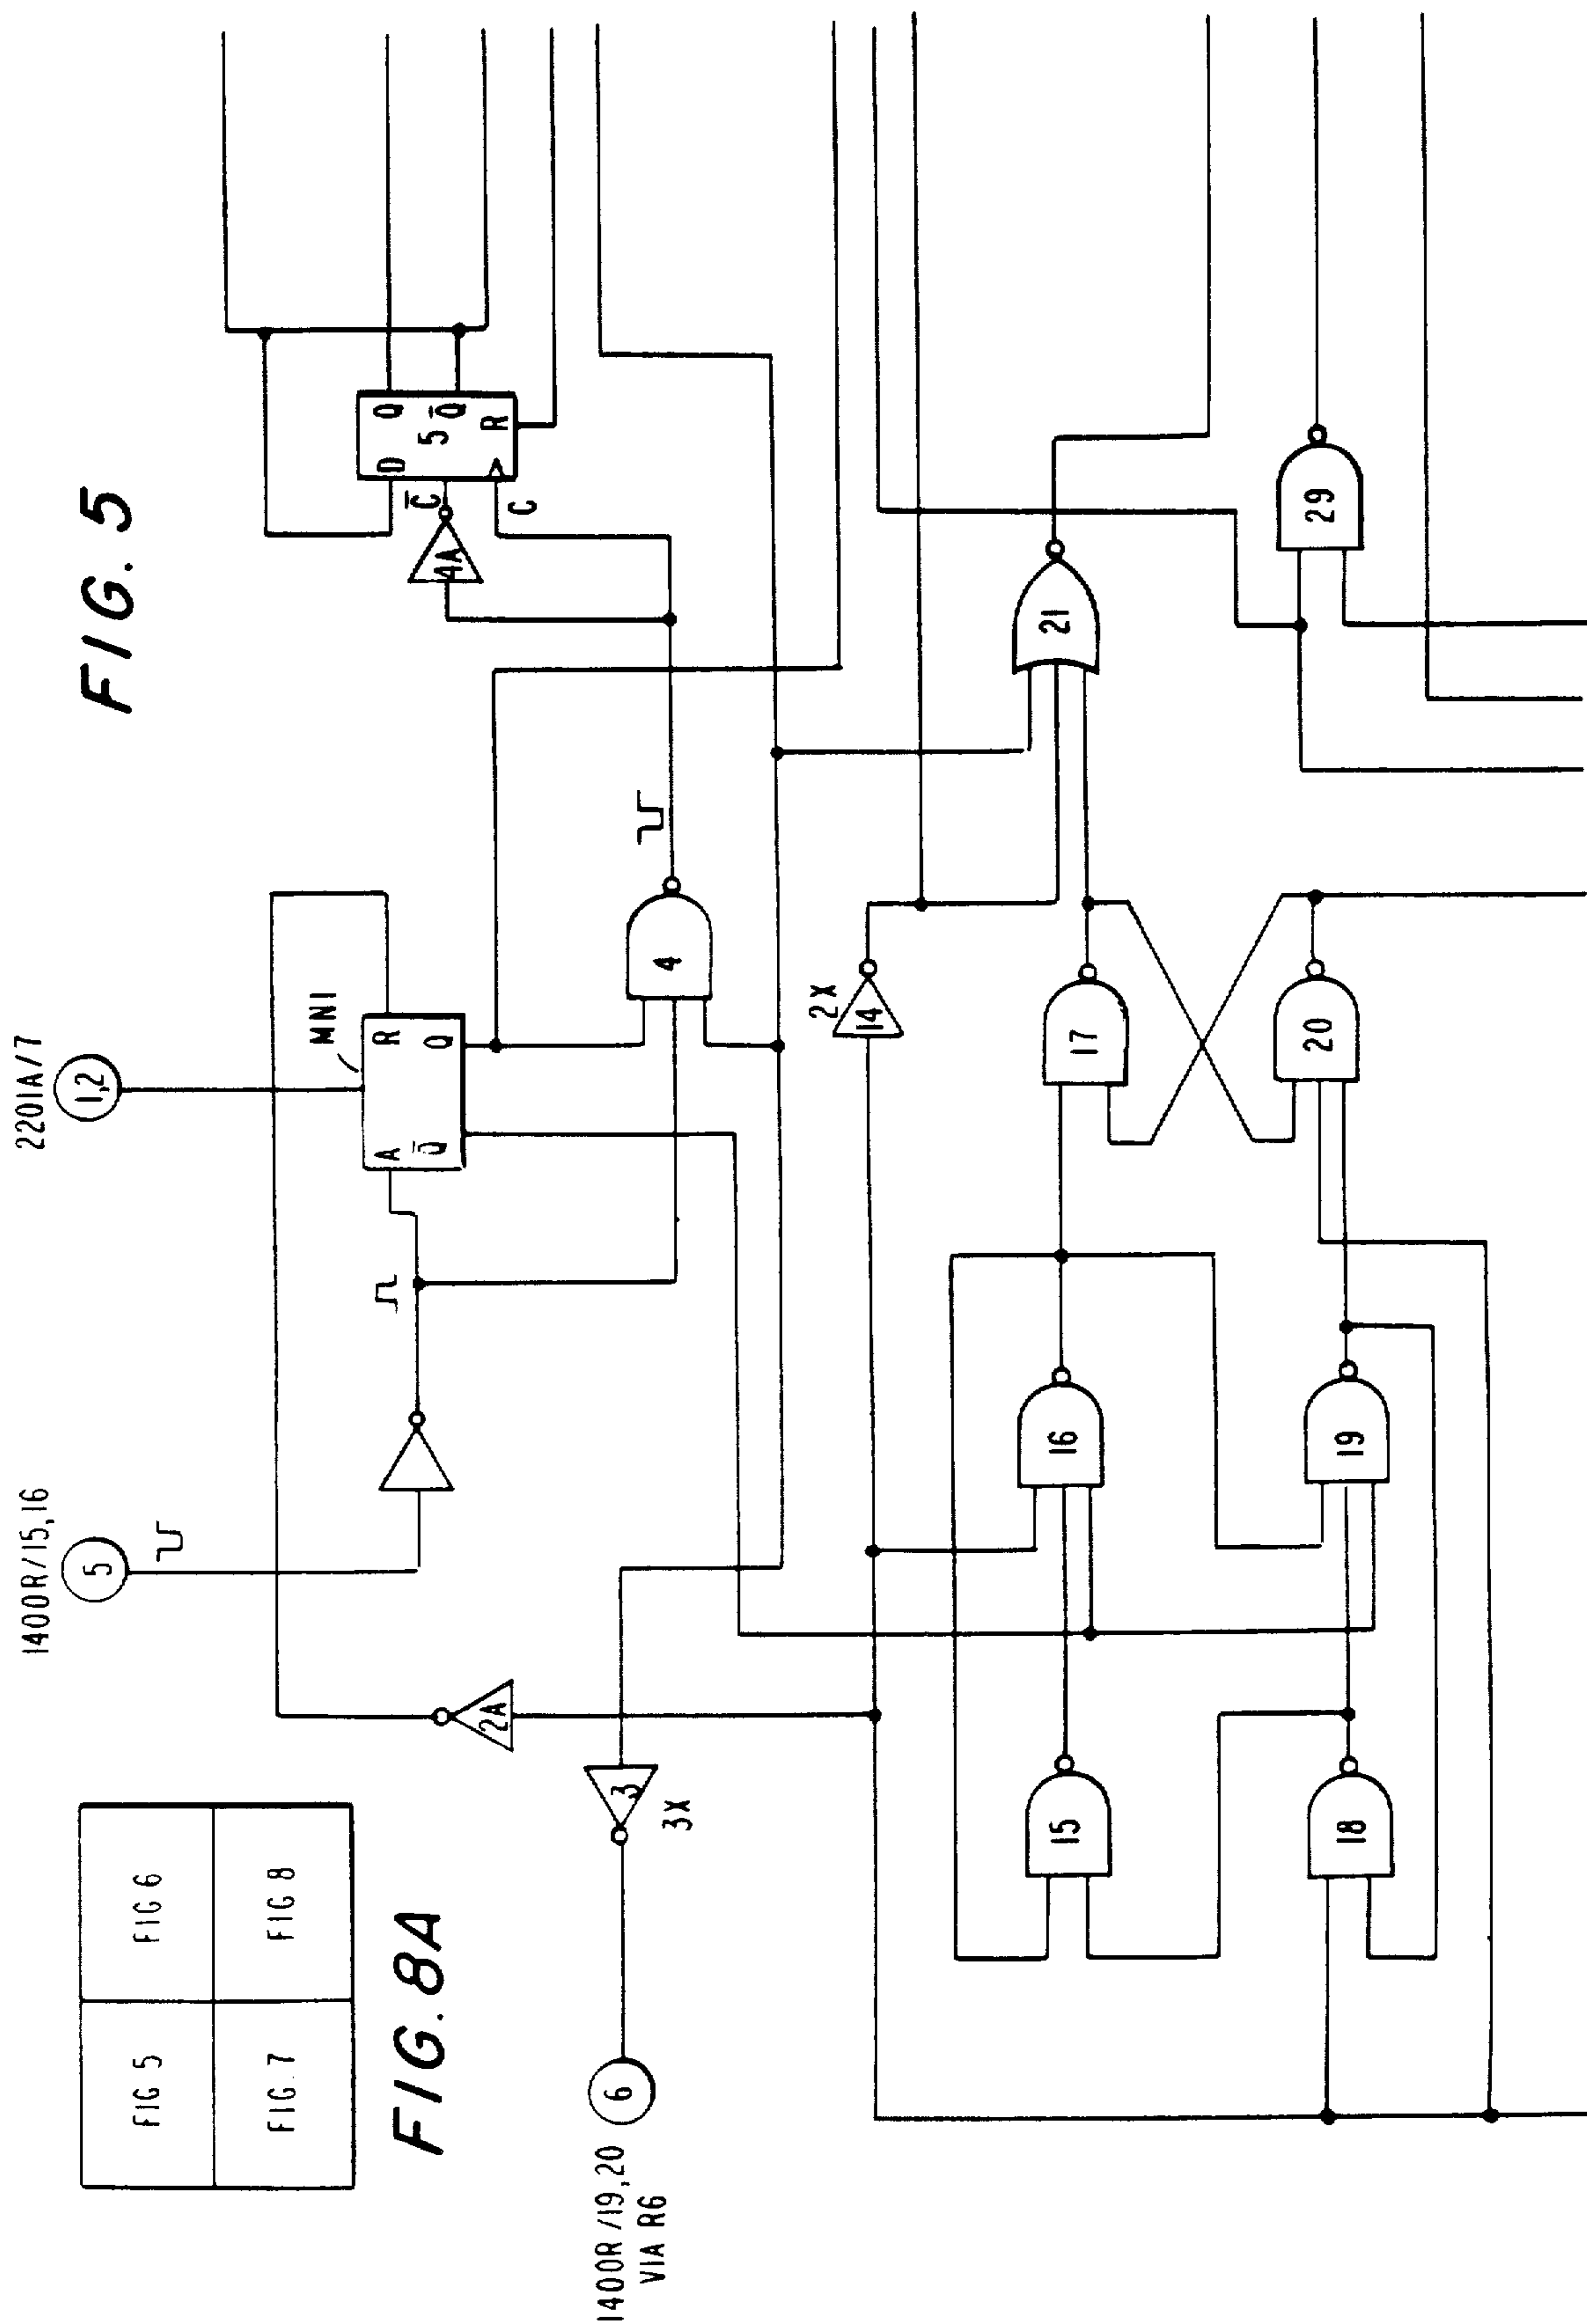 FIG. 5
FIG 5
FIG 6
FIG. 7
FIG 8
FIG. 8A
1400R/15,16
5
2201A/7
1,2
MN1
A
R
Q̅
Q
2A
3
3X
1400R/19,20
VIA R6
6
4
4A
C̅
C
D
Q
5
Q̅
R
2X
14
15
16
17
18
19
20
21
29